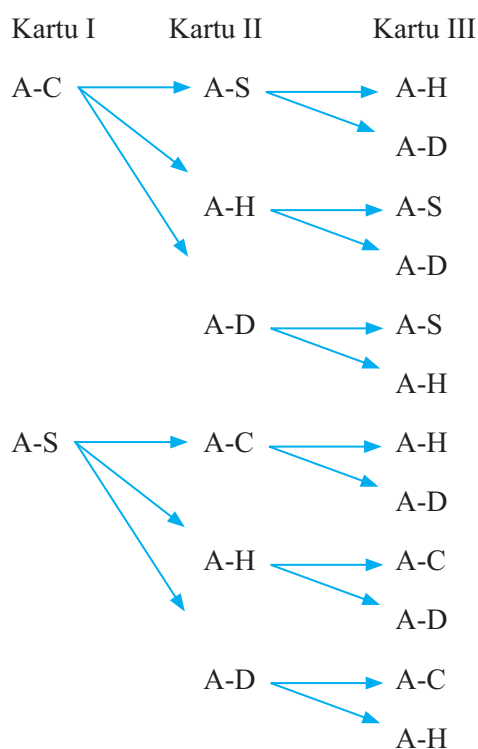 Kartu I Kartu II Kartu III
A-C A-S A-H
A-D
A-H A-S
A-D
A-D A-S
A-H
A-S A-C A-H
A-D
A-H A-C
A-D
A-D A-C
A-H